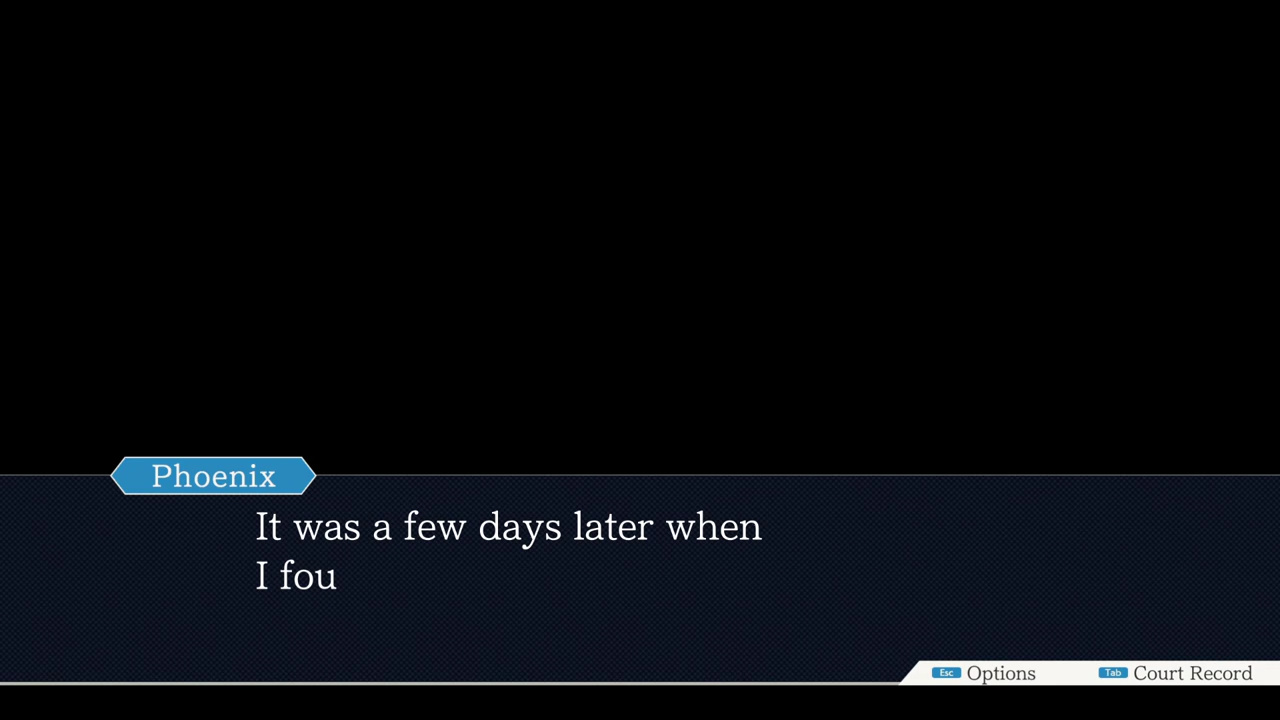 Phoenix
It was a few days later when
I fou
Esc Options Tab Court Record